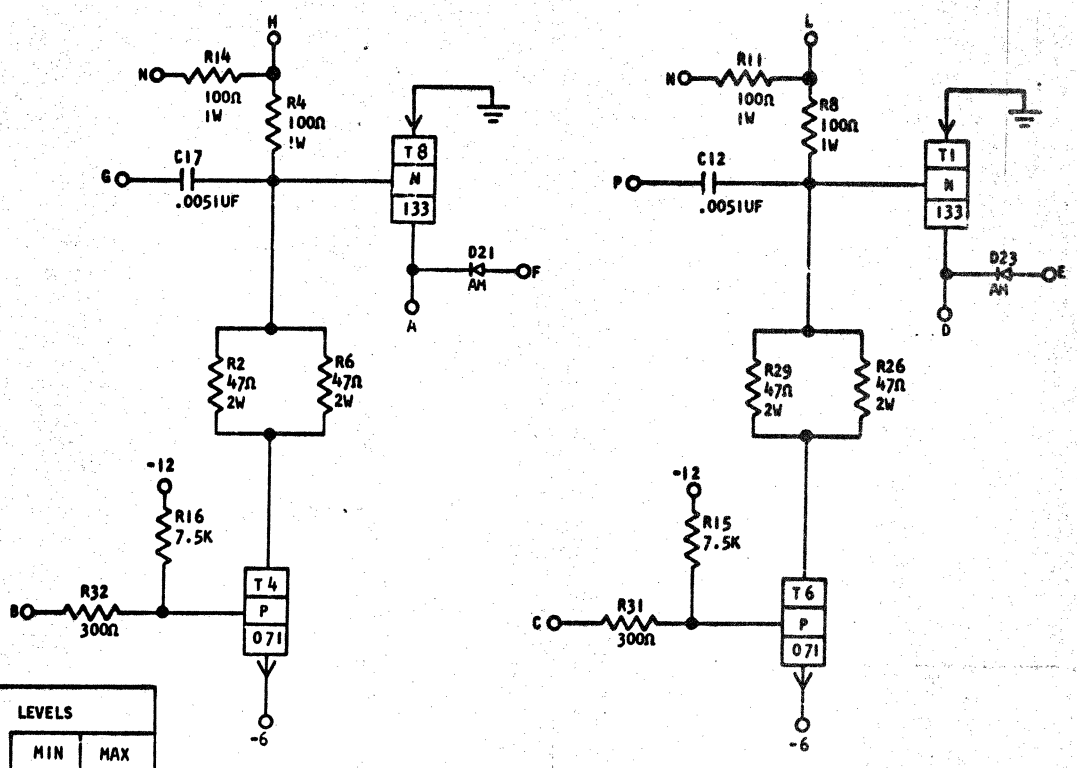 H
L
R14
N
100Ω
1W
R4
100Ω
1W
R11
N
100Ω
1W
R8
100Ω
1W
T8
N
133
T1
N
133
C17
G
.0051UF
C12
P
.0051UF
D21
F
AM
A
D23
E
AM
D
R2
47Ω
2W
R6
47Ω
2W
R29
47Ω
2W
R26
47Ω
2W
-12
R16
7.5K
-12
R15
7.5K
R32
B
300Ω
T4
P
071
-6
R31
C
300Ω
T6
P
071
-6
LEVELS
MIN MAX